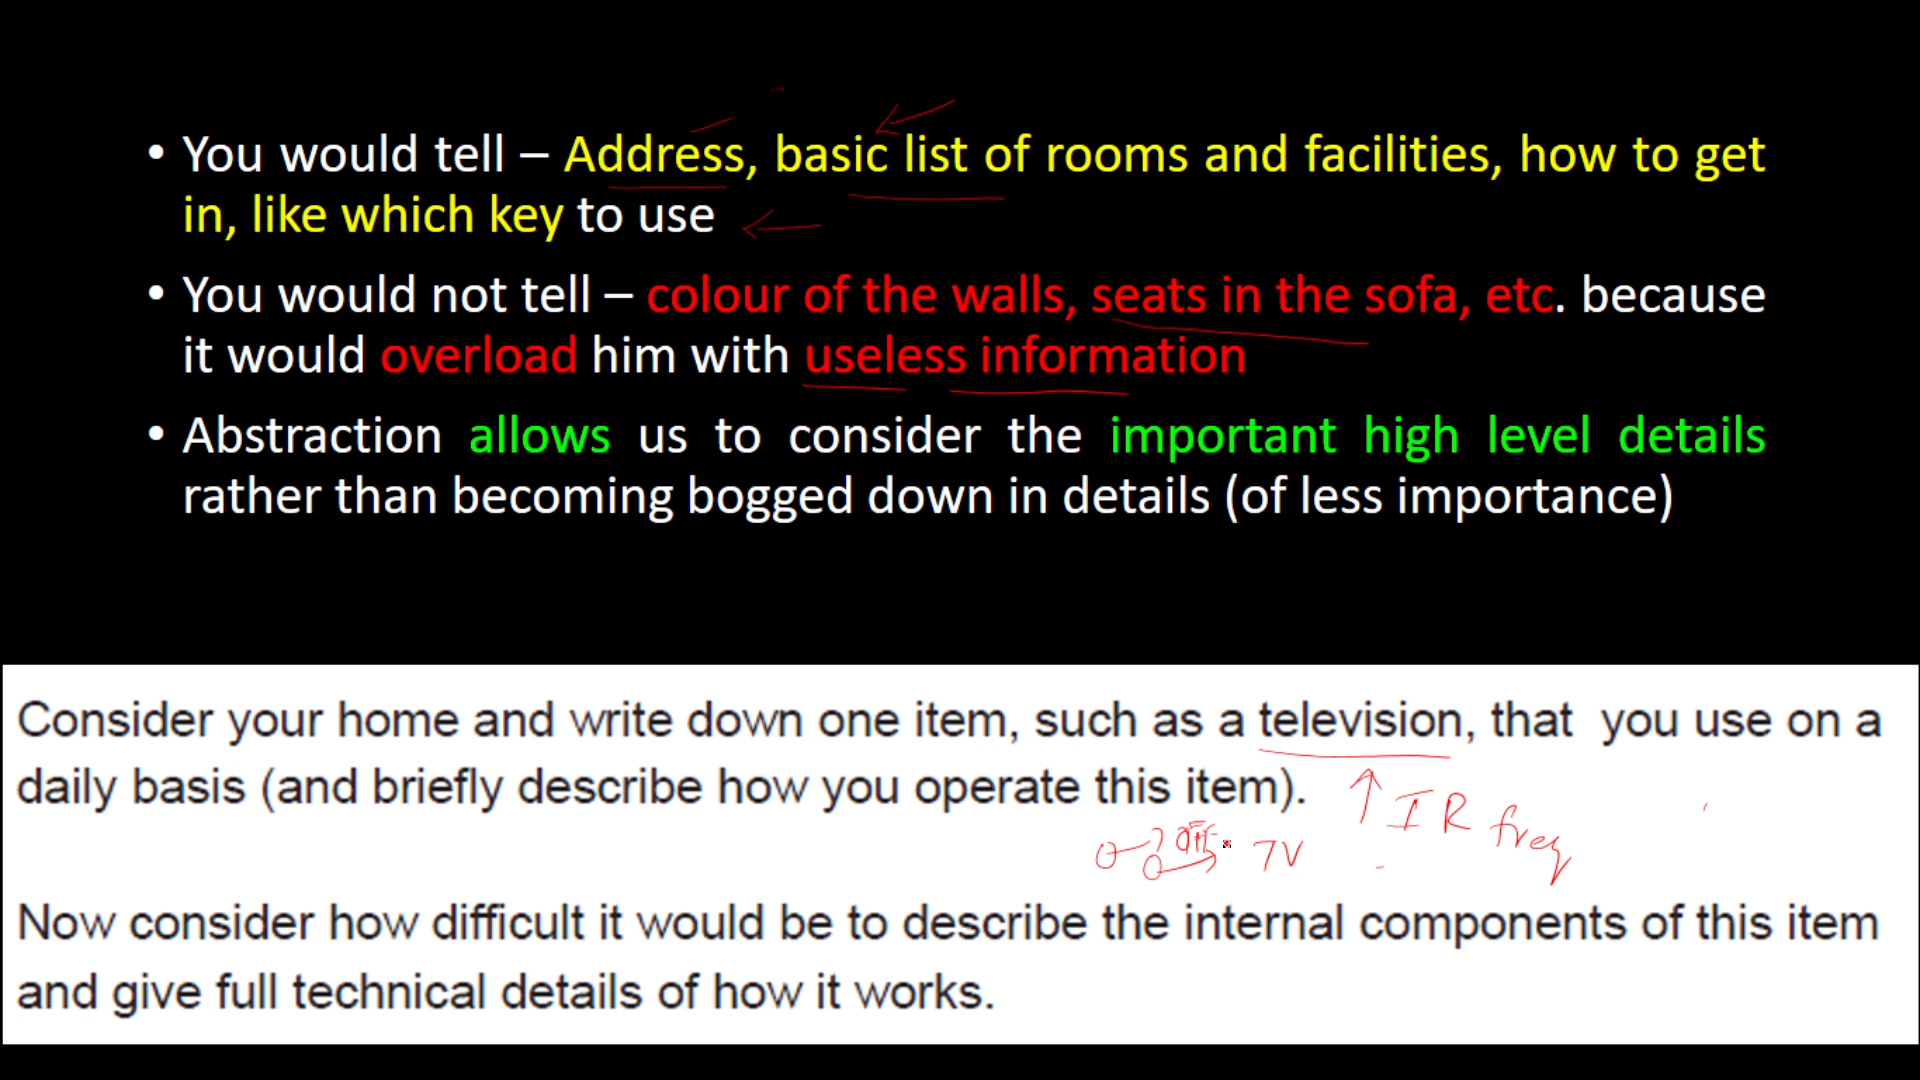 • You would tell – Address, basic list of rooms and facilities, how to get
in, like which key to use
• You would not tell – colour of the walls, seats in the sofa, etc. because
it would overload him with useless information
• Abstraction allows us to consider the important high level details
rather than becoming bogged down in details (of less importance)
Consider your home and write down one item, such as a television, that you use on a
daily basis (and briefly describe how you operate this item).
IR freq
TV
Now consider how difficult it would be to describe the internal components of this item
and give full technical details of how it works.